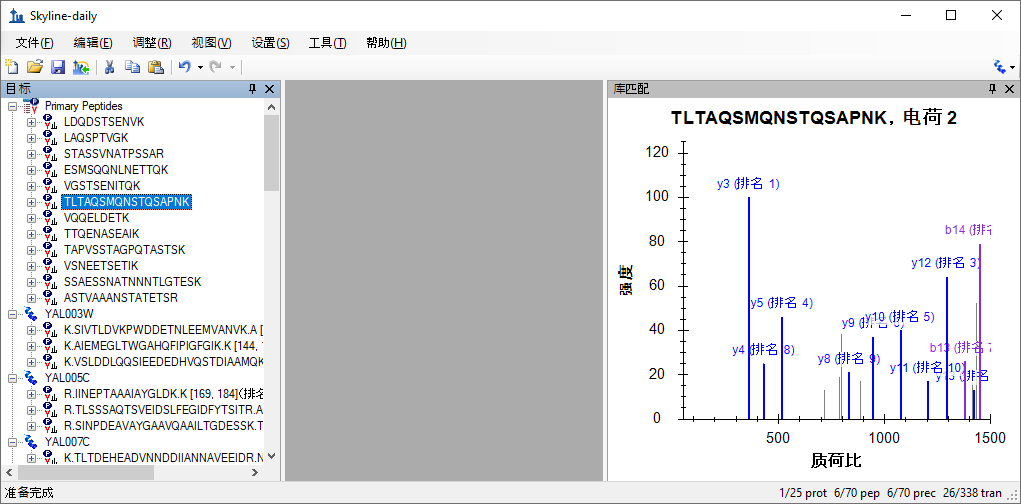 Skyline-daily
文件(F) 编辑(E) 调整(R) 视图(V) 设置(S) 工具(T) 帮助(H)
目标
Primary Peptides
LDQDSTSENVK
LAQSPTVGK
STASSVNATPSSAR
ESMSQQNLNETTQK
VGSTSENITQK
TLTAQSMQNSTQSAPNK
VQQELDETK
TTQENASEAIK
TAPVSSTAGPQTASTSK
VSNEETSETIK
SSAESSNATNNNTLGTESK
ASTVAAANSTATETSR
YAL003W
K.SIVTLDVKPWDDETNLEEMVANVK.A [
K.AIEMEGLTWGAHQFIPIGFGIK.K [144,
K.VSLDDLQQSIEEDEDHVQSTDIAAMQK
YAL005C
R.IINEPTAAAIAYGLDK.K [169, 184](排名
R.TLSSSAQTSVEIDSLFEGIDFYTSITR.A
R.SINPDEAVAYGAAVQAAILTGDESSK.T
YAL007C
K.TLTDEHEADVNNDDIIANNAVEEIDR.N
库匹配
TLTAQSMQNSTQSAPNK, 电荷 2
强度
120
100
80
60
40
20
0
y3 (排名 1)
b14 (排名
y12 (排名 3)
y5 (排名 4)
y9 (排名
y10 (排名 5)
y4 (排名 8)
b13 (排名 7
y8 (排名 9)
y11 (排名 10)
(排名
500 1000 1500
质荷比
准备完成
1/25 prot 6/70 pep 6/70 prec 26/338 tran